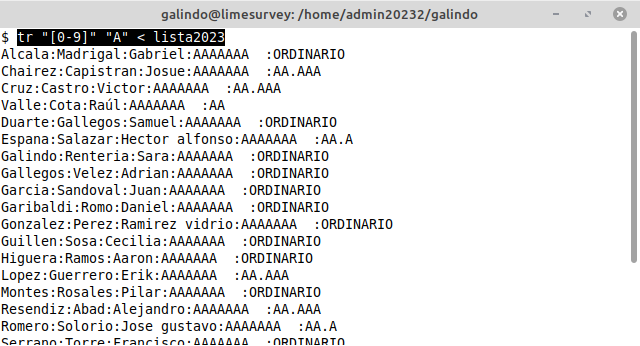 galindo@limesurvey: /home/admin20232/galindo
$ tr "[0-9]" "A" < lista2023
Alcala:Madrigal:Gabriel:AAAAAAA  :ORDINARIO
Chairez:Capistran:Josue:AAAAAAA  :AA.AAA
Cruz:Castro:Victor:AAAAAAA  :AA.AAA
Valle:Cota:Raúl:AAAAAAA  :AA
Duarte:Gallegos:Samuel:AAAAAAA  :ORDINARIO
Espana:Salazar:Hector alfonso:AAAAAAA  :AA.A
Galindo:Renteria:Sara:AAAAAAA  :ORDINARIO
Gallegos:Velez:Adrian:AAAAAAA  :ORDINARIO
Garcia:Sandoval:Juan:AAAAAAA  :ORDINARIO
Garibaldi:Romo:Daniel:AAAAAAA  :ORDINARIO
Gonzalez:Perez:Ramirez vidrio:AAAAAAA  :ORDINARIO
Guillen:Sosa:Cecilia:AAAAAAA  :ORDINARIO
Higuera:Ramos:Aaron:AAAAAAA  :ORDINARIO
Lopez:Guerrero:Erik:AAAAAAA  :AA.AAA
Montes:Rosales:Pilar:AAAAAAA  :ORDINARIO
Resendiz:Abad:Alejandro:AAAAAAA  :AA.AAA
Romero:Solorio:Jose gustavo:AAAAAAA  :AA.A
Serrano:Torre:Francisco:AAAAAAA  :ORDINARIO